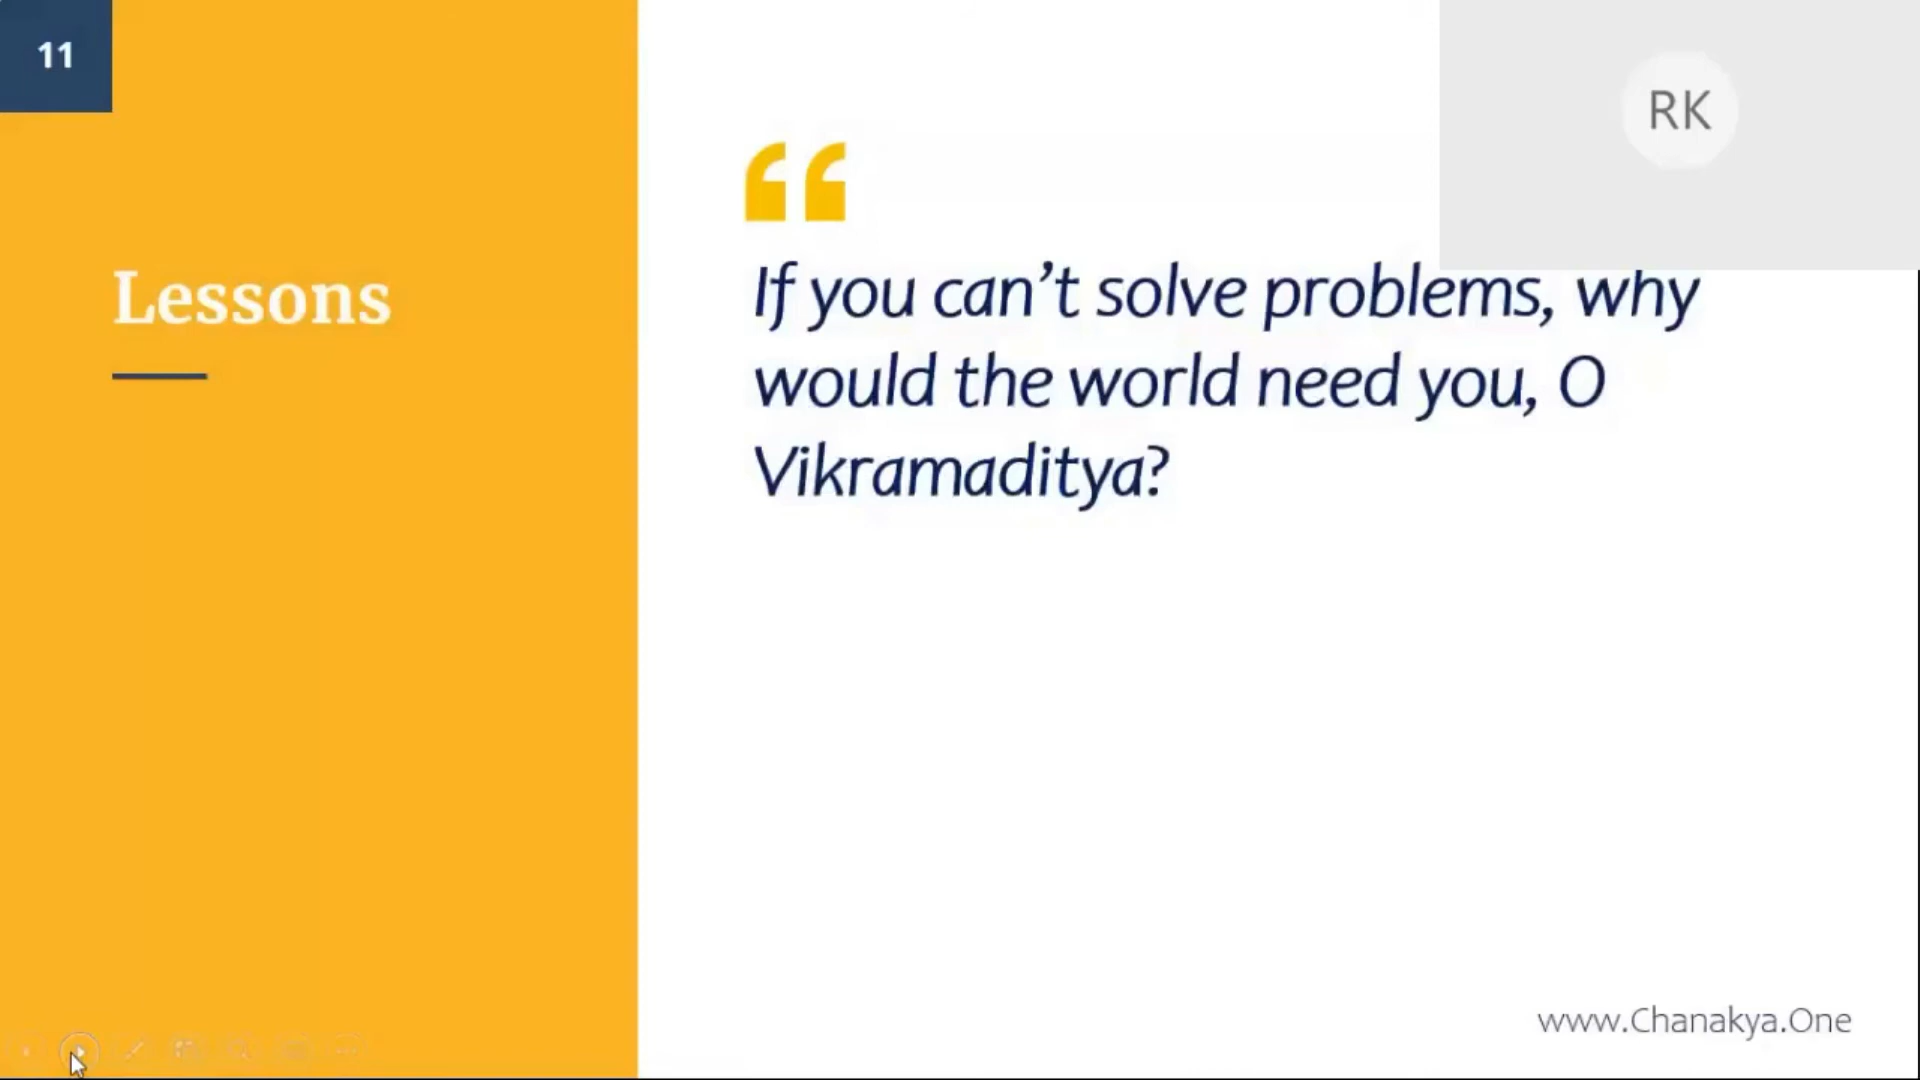 11
RK
Lessons
“
If you can’t solve problems, why
would the world need you, O
Vikramaditya?
www.Chanakya.One